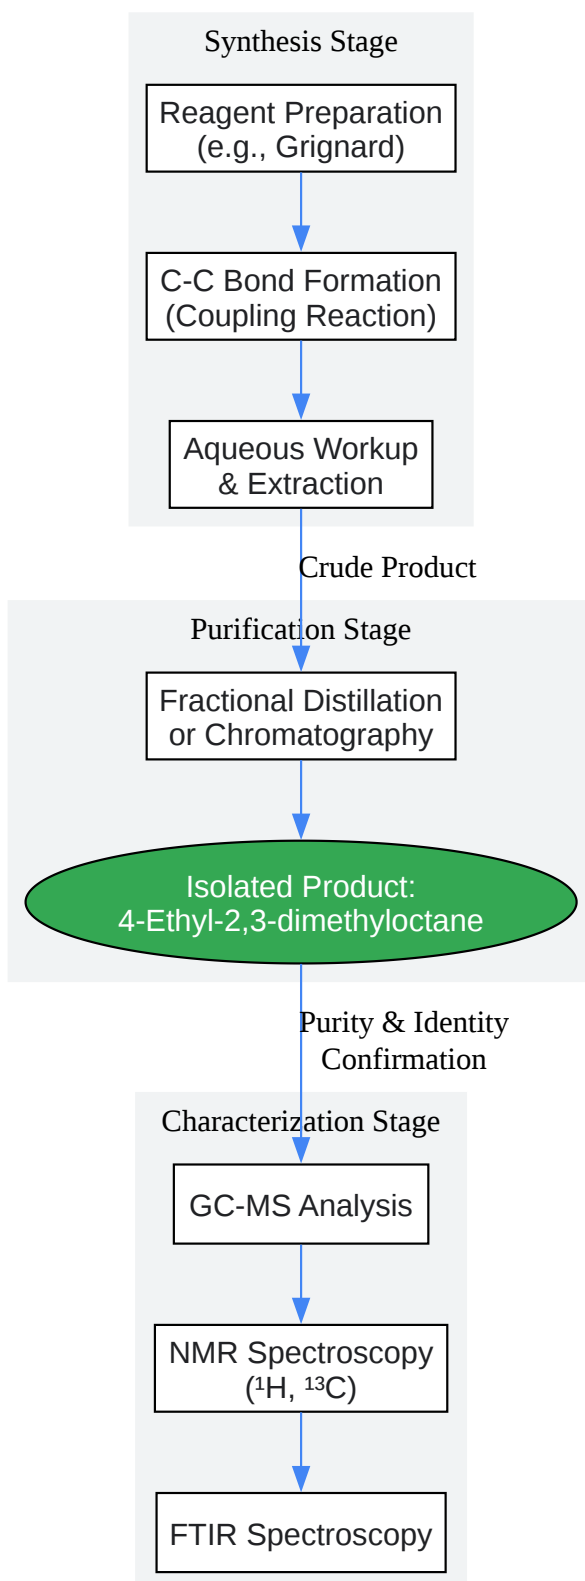 Synthesis Stage
Reagent Preparation
(e.g., Grignard)
C-C Bond Formation
(Coupling Reaction)
Aqueous Workup
& Extraction
Crude Product
Purification Stage
Fractional Distillation
or Chromatography
Isolated Product:
4-Ethyl-2,3-dimethyloctane
Purity & Identity
Confirmation
Characterization Stage
GC-MS Analysis
NMR Spectroscopy
(¹H, ¹³C)
FTIR Spectroscopy